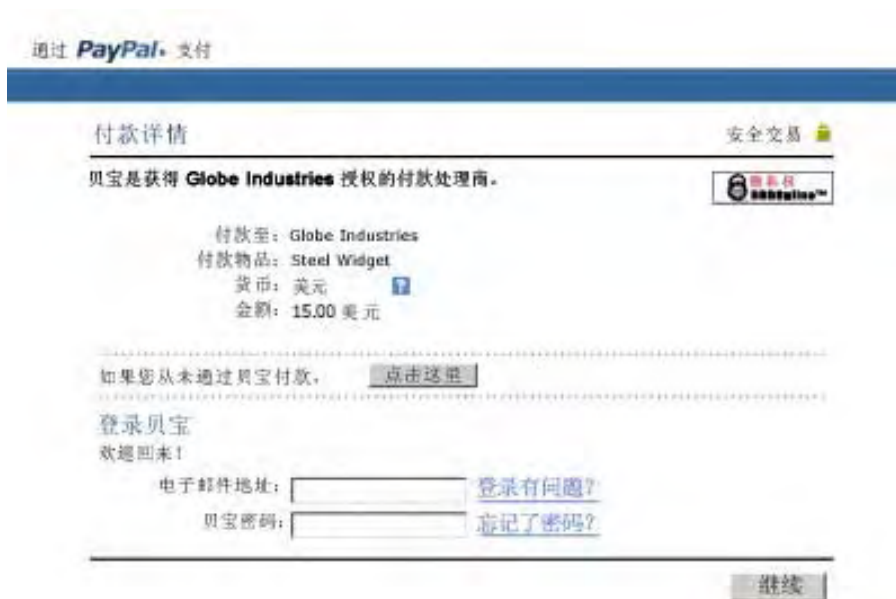 通过 PayPal 支付
付款详情
安全交易
贝宝是获得 Globe Industries 授权的付款处理商。
付款至: Globe Industries
付款物品: Steel Widget
货币: 美元 ?
金额: 15.00 美元
如果您从未通过贝宝付款, 点击这里
登录贝宝
欢迎回来!
电子邮件地址: 登录有问题?
贝宝密码: 忘记了密码?
继续